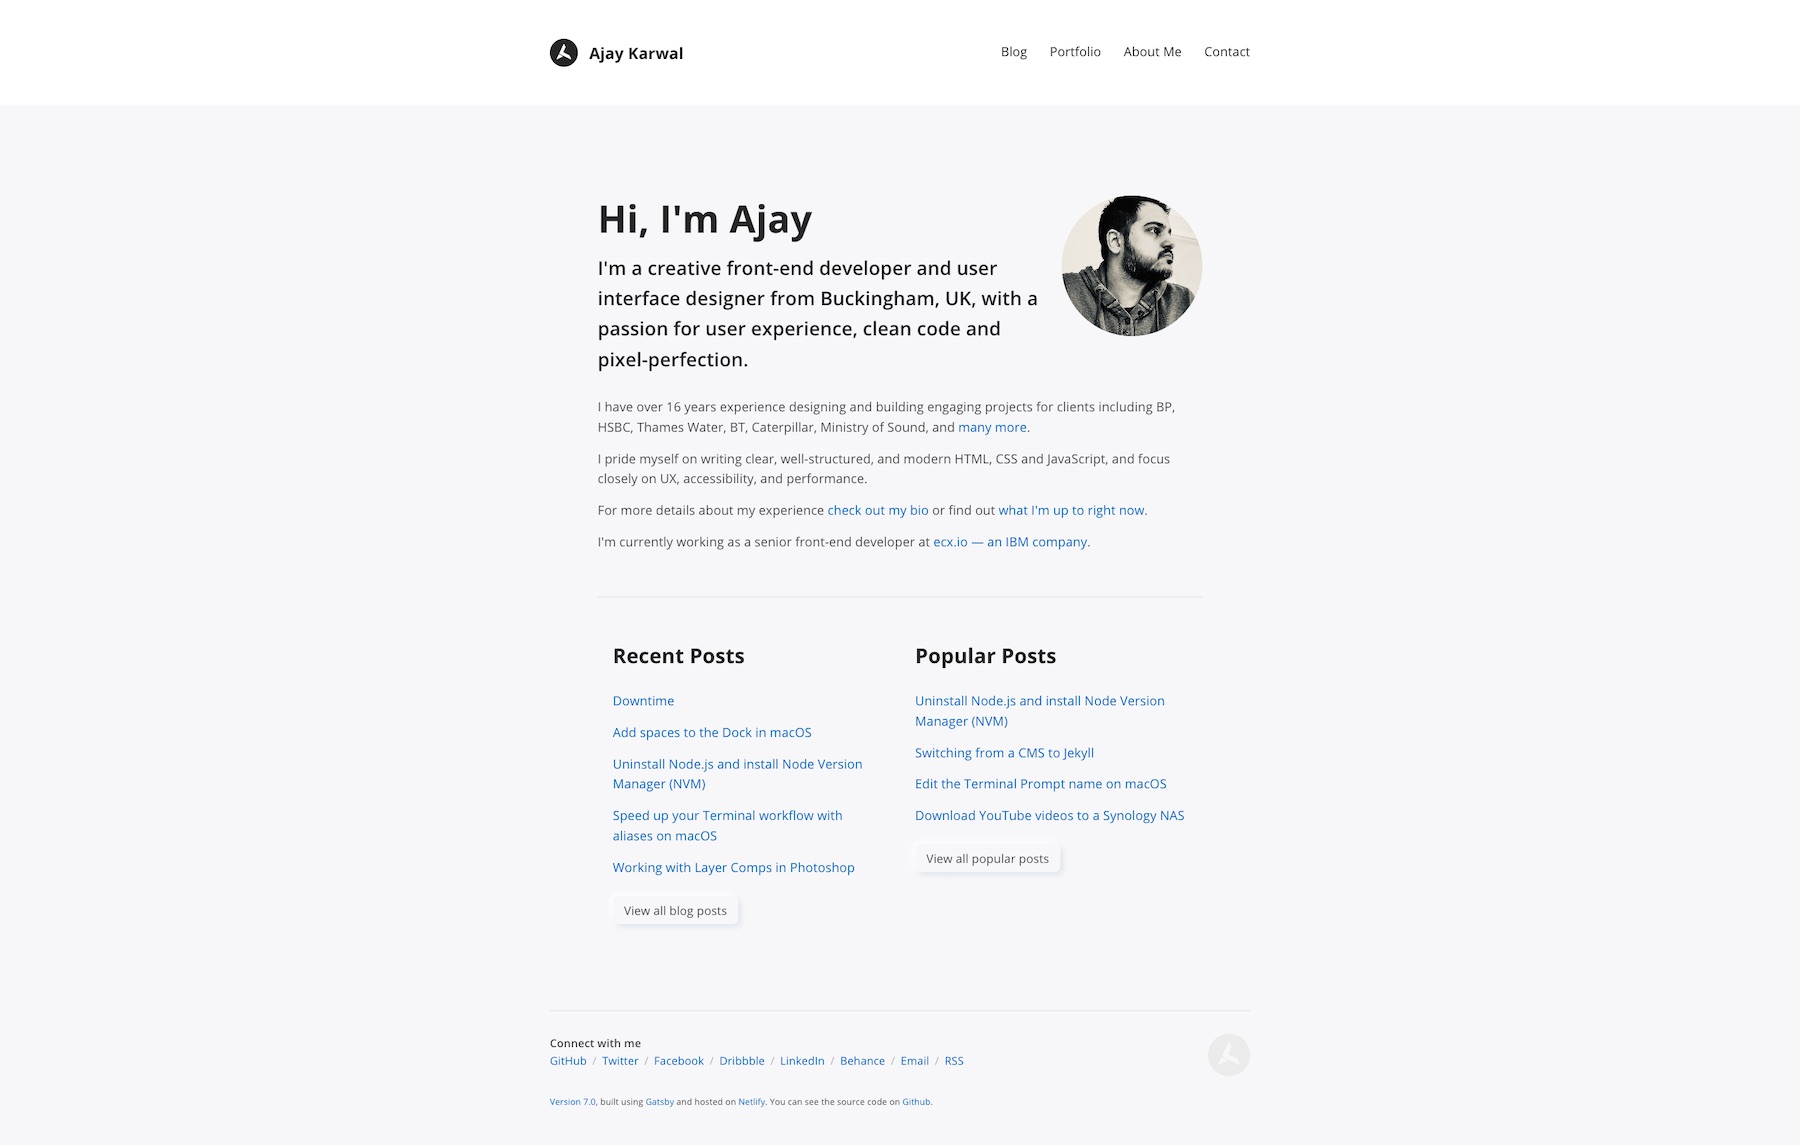 Ajay Karwal
Blog Portfolio About Me Contact
Hi, I'm Ajay
I'm a creative front-end developer and user
interface designer from Buckingham, UK, with a
passion for user experience, clean code and
pixel-perfection.
I have over 16 years experience designing and building engaging projects for clients including BP,
HSBC, Thames Water, BT, Caterpillar, Ministry of Sound, and many more.
I pride myself on writing clear, well-structured, and modern HTML, CSS and JavaScript, and focus
closely on UX, accessibility, and performance.
For more details about my experience check out my bio or find out what I'm up to right now.
I'm currently working as a senior front-end developer at ecx.io — an IBM company.
Recent Posts
Downtime
Add spaces to the Dock in macOS
Uninstall Node.js and install Node Version
Manager (NVM)
Speed up your Terminal workflow with
aliases on macOS
Working with Layer Comps in Photoshop
View all blog posts
Popular Posts
Uninstall Node.js and install Node Version
Manager (NVM)
Switching from a CMS to Jekyll
Edit the Terminal Prompt name on macOS
Download YouTube videos to a Synology NAS
View all popular posts
Connect with me
GitHub / Twitter / Facebook / Dribbble / LinkedIn / Behance / Email / RSS
Version 7.0, built using Gatsby and hosted on Netlify. You can see the source code on Github.